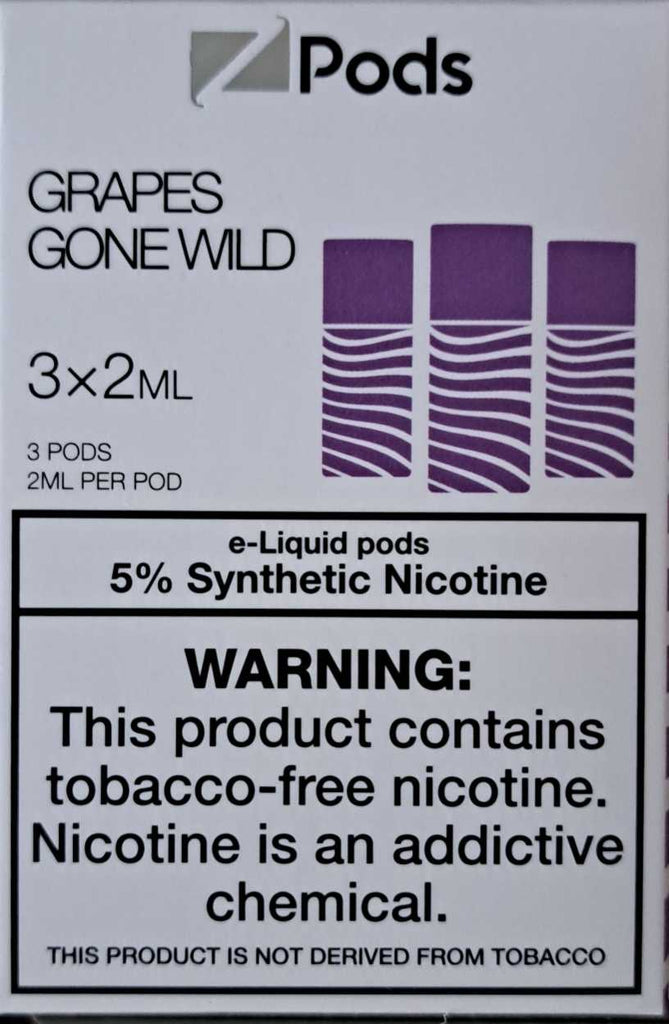 Z Pods
GRAPES
GONE WILD
3×2ML
3 PODS
2ML PER POD
e-Liquid pods
5% Synthetic Nicotine
WARNING:
This product contains
tobacco-free nicotine.
Nicotine is an addictive
chemical.
THIS PRODUCT IS NOT DERIVED FROM TOBACCO